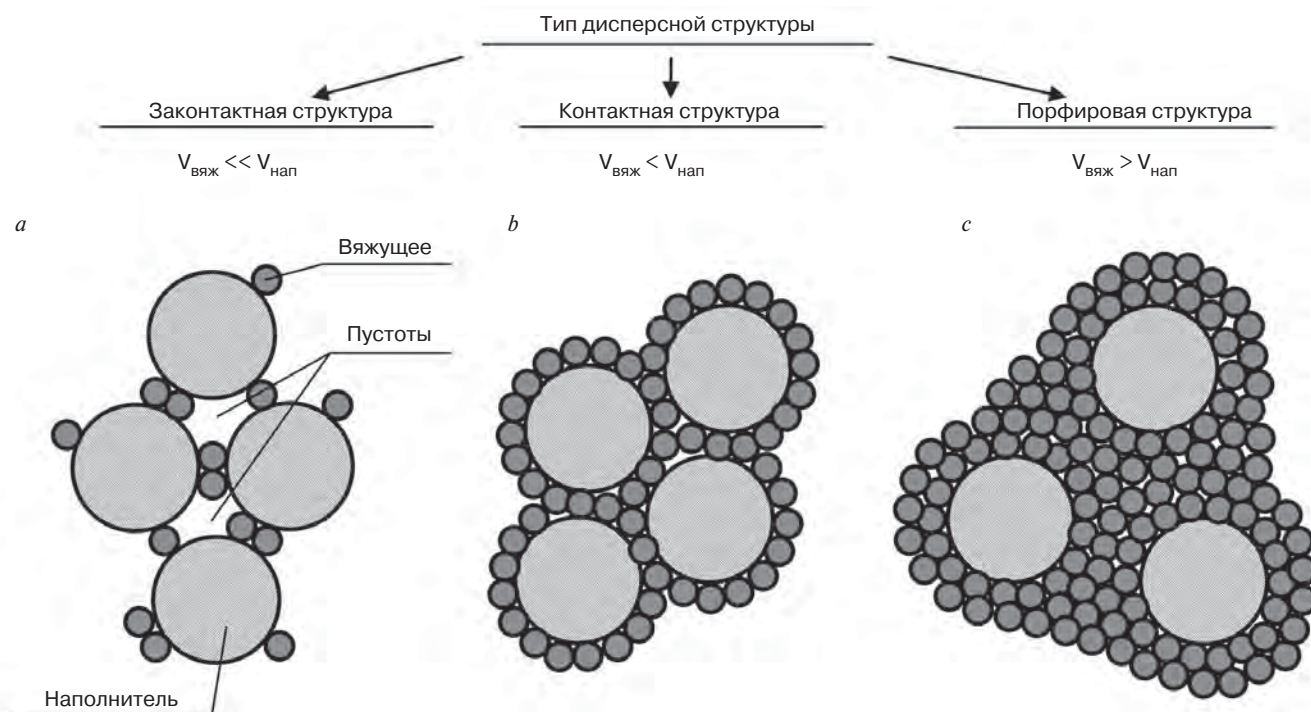 Тип дисперсной структуры
Законтактная структура
Контактная структура
Порфировая структура
Vвяж << Vнап
Vвяж < Vнап
Vвяж > Vнап
a
b
c
Вяжущее
Пустоты
Наполнитель